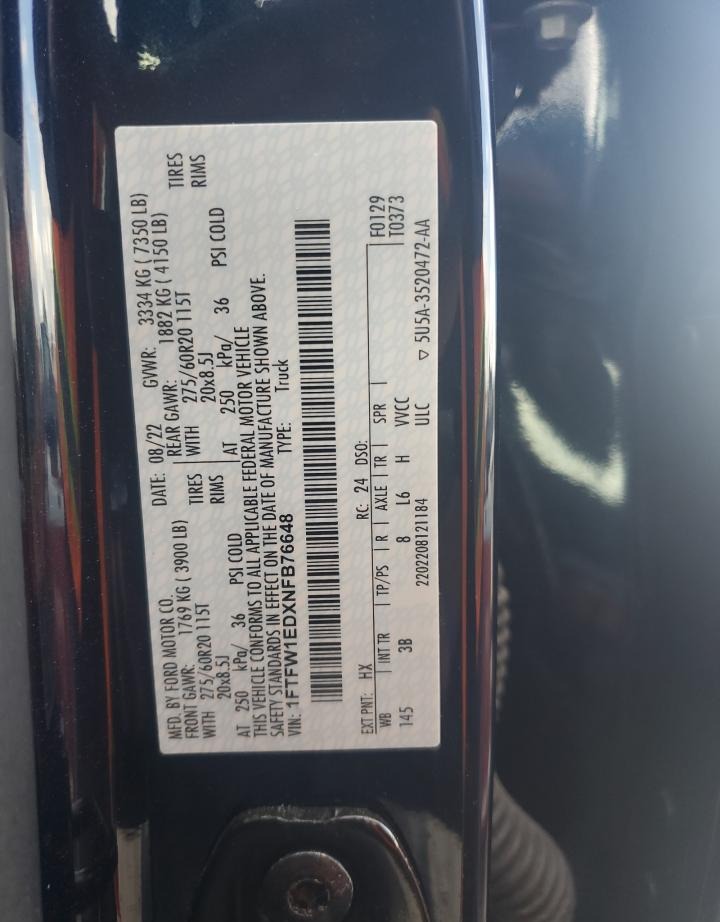 MFD. BY FORD MOTOR CO.
DATE: 08/22 GVWR: 3334 KG ( 7350 LB)
FRONT GAWR: 1769 KG ( 3900 LB) REAR GAWR: 1882 KG ( 4150 LB)
WITH 275/60R20 115T TIRES WITH 275/60R20 115T TIRES
20x8.5J RIMS 20x8.5J RIMS
AT 250 kPa/ 36 PSI COLD AT 250 kPa/ 36 PSI COLD
THIS VEHICLE CONFORMS TO ALL APPLICABLE FEDERAL MOTOR VEHICLE
SAFETY STANDARDS IN EFFECT ON THE DATE OF MANUFACTURE SHOWN ABOVE.
VIN: 1FTFW1EDXNFB76648 TYPE: Truck
EXT PNT: HX RC: 24 DSO: F0129
WB INT TR TP/PS R AXLE TR SPR T0373
145 3B 8 L6 H VVCC
2202208121184 ULC ▽ 5U5A-3520472-AA